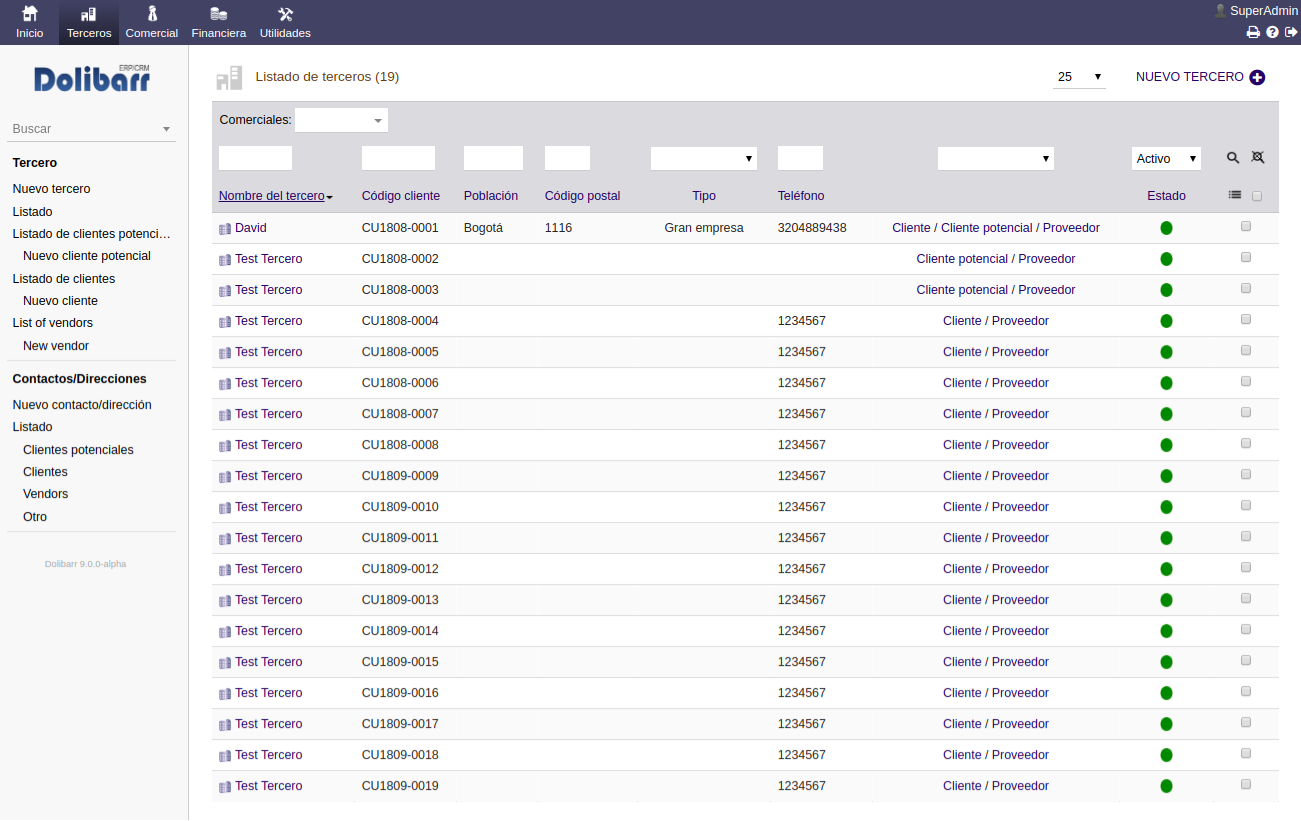 Inicio Terceros Comercial Financiera Utilidades SuperAdmin
ERP/CRM
Dolibarr
Buscar
Tercero
Nuevo tercero
Listado
Listado de clientes potenci…
Nuevo cliente potencial
Listado de clientes
Nuevo cliente
List of vendors
New vendor
Contactos/Direcciones
Nuevo contacto/dirección
Listado
Clientes potenciales
Clientes
Vendors
Otro
Dolibarr 9.0.0-alpha
Listado de terceros (19) 25 NUEVO TERCERO
Comerciales:
Activo
Nombre del tercero Código cliente Población Código postal Tipo Teléfono Estado
David CU1808-0001 Bogotá 1116 Gran empresa 3204889438 Cliente / Cliente potencial / Proveedor
Test Tercero CU1808-0002 Cliente potencial / Proveedor
Test Tercero CU1808-0003 Cliente potencial / Proveedor
Test Tercero CU1808-0004 1234567 Cliente / Proveedor
Test Tercero CU1808-0005 1234567 Cliente / Proveedor
Test Tercero CU1808-0006 1234567 Cliente / Proveedor
Test Tercero CU1808-0007 1234567 Cliente / Proveedor
Test Tercero CU1808-0008 1234567 Cliente / Proveedor
Test Tercero CU1809-0009 1234567 Cliente / Proveedor
Test Tercero CU1809-0010 1234567 Cliente / Proveedor
Test Tercero CU1809-0011 1234567 Cliente / Proveedor
Test Tercero CU1809-0012 1234567 Cliente / Proveedor
Test Tercero CU1809-0013 1234567 Cliente / Proveedor
Test Tercero CU1809-0014 1234567 Cliente / Proveedor
Test Tercero CU1809-0015 1234567 Cliente / Proveedor
Test Tercero CU1809-0016 1234567 Cliente / Proveedor
Test Tercero CU1809-0017 1234567 Cliente / Proveedor
Test Tercero CU1809-0018 1234567 Cliente / Proveedor
Test Tercero CU1809-0019 1234567 Cliente / Proveedor